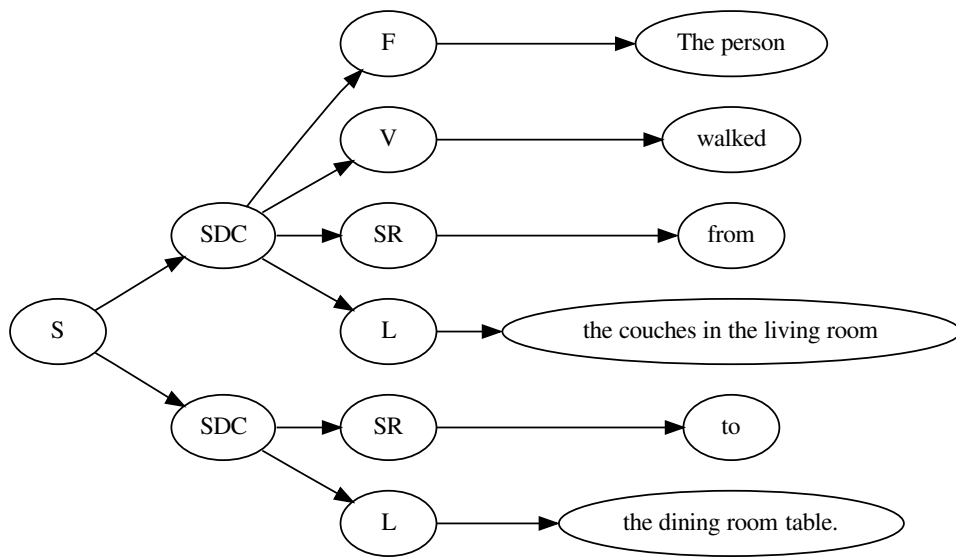 F
The person
V
walked
SDC
SR
from
S
L
the couches in the living room
SDC
SR
to
L
the dining room table.